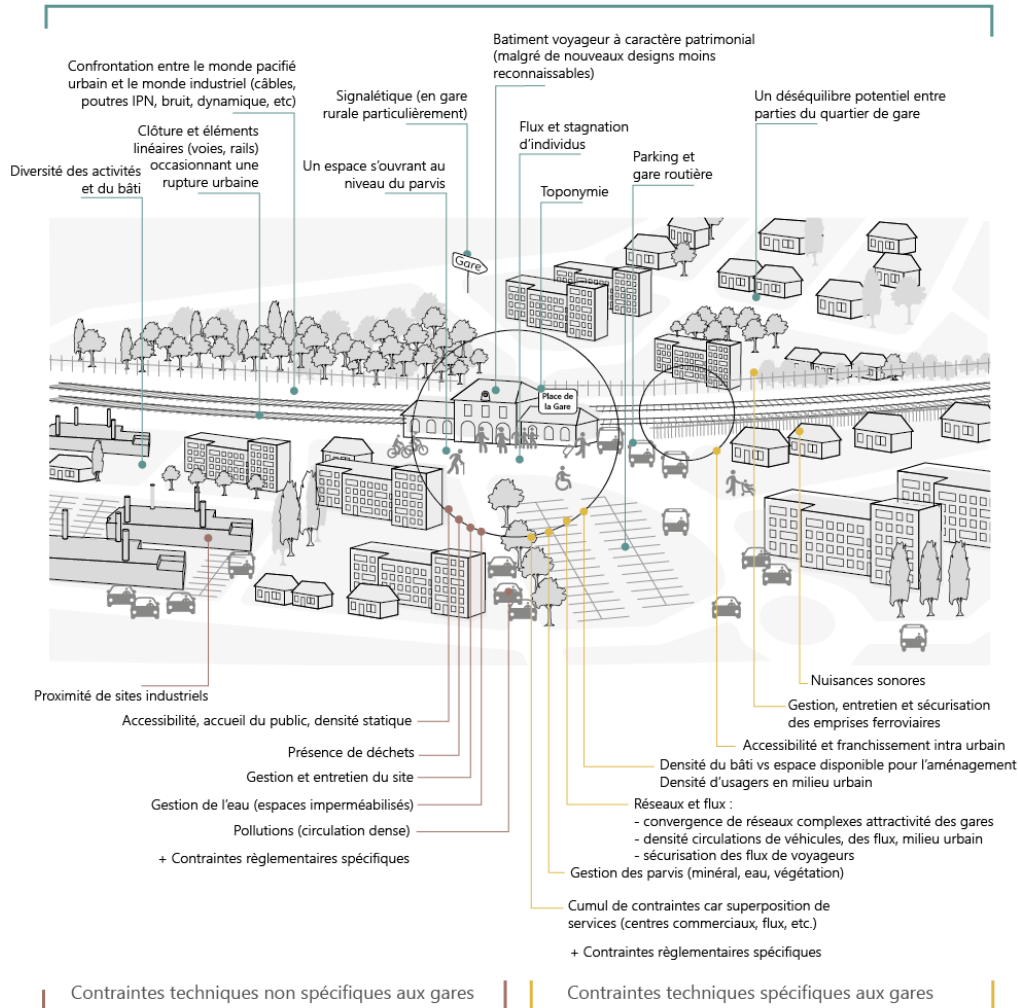 Batiment voyageur à caractère patrimonial
(malgré de nouveaux designs moins
reconnaissables)
Confrontation entre le monde pacifié
urbain et le monde industriel (câbles,
poutres IPN, bruit, dynamique, etc)
Signalétique (en gare
rurale particulièrement)
Un déséquilibre potentiel entre
parties du quartier de gare
Clôture et éléments
linéaires (voies, rails)
occasionnant une
rupture urbaine
Flux et stagnation
d’individus
Diversité des activités
et du bâti
Un espace s’ouvrant au
niveau du parvis
Parking et
gare routière
Toponymie
Gare
Place de
la Gare
Proximité de sites industriels
Accessibilité, accueil du public, densité statique
Présence de déchets
Gestion et entretien du site
Gestion de l’eau (espaces imperméabilisés)
Pollutions (circulation dense)
+ Contraintes règlementaires spécifiques
Nuisances sonores
Gestion, entretien et sécurisation
des emprises ferroviaires
Accessibilité et franchissement intra urbain
Densité du bâti vs espace disponible pour l’aménagement
Densité d’usagers en milieu urbain
Réseaux et flux :
- convergence de réseaux complexes attractivité des gares
- densité circulations de véhicules, des flux, milieu urbain
- sécurisation des flux de voyageurs
Gestion des parvis (minéral, eau, végétation)
Cumul de contraintes car superposition de
services (centres commerciaux, flux, etc.)
+ Contraintes règlementaires spécifiques
Contraintes techniques non spécifiques aux gares
Contraintes techniques spécifiques aux gares